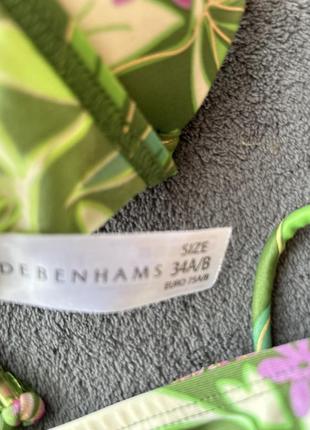 SIZE
DEBENHAMS 34A/B
EURO 75A/B